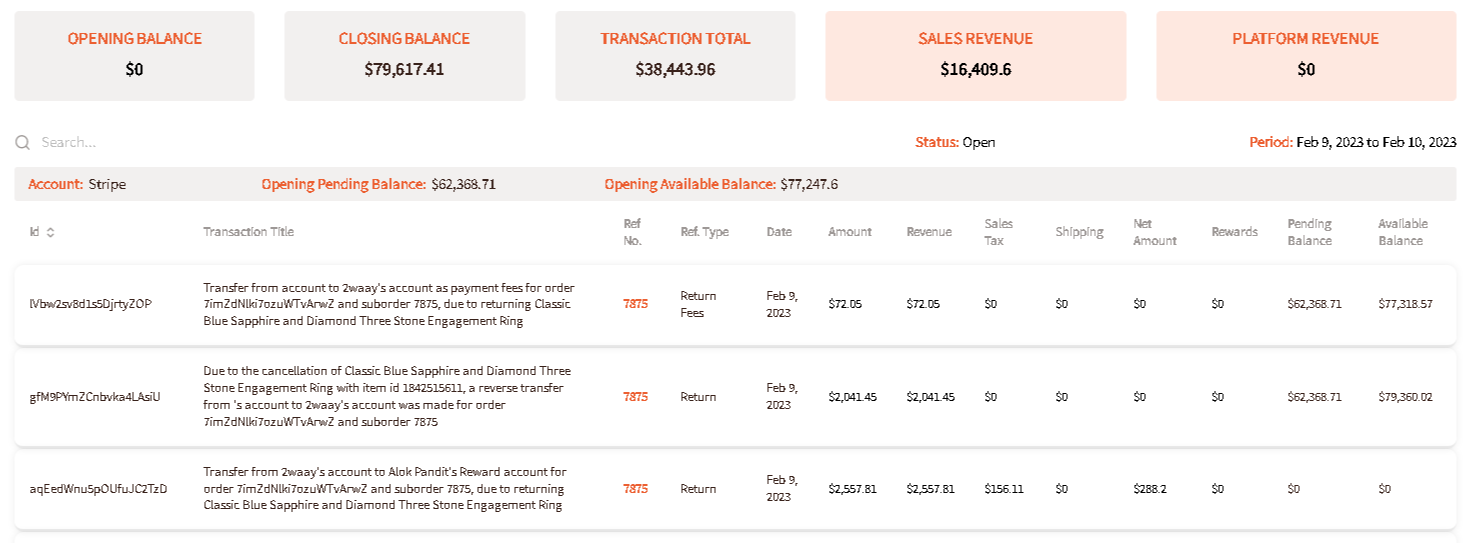 OPENING BALANCE
$0
CLOSING BALANCE
$79,617.41
TRANSACTION TOTAL
$38,443.96
SALES REVENUE
$16,409.6
PLATFORM REVENUE
$0
Search...
Status: Open
Period: Feb 9, 2023 to Feb 10, 2023
Account: Stripe
Opening Pending Balance: $62,368.71
Opening Available Balance: $77,247.6
Id
Transaction Title
Ref
No.
Ref. Type
Date
Amount
Revenue
Sales
Tax
Shipping
Net
Amount
Rewards
Pending
Balance
Available
Balance
lVbw2sv8d1s5DjrtyZOP
Transfer from account to 2waay's account as payment fees for order
7imZdNlki7ozuWTvArwZ and suborder 7875, due to returning Classic
Blue Sapphire and Diamond Three Stone Engagement Ring
7875
Return
Fees
Feb 9,
2023
$72.05
$72.05
$0
$0
$0
$0
$62,368.71
$77,318.57
gfM9PYmZCnbvka4LAsiU
Due to the cancellation of Classic Blue Sapphire and Diamond Three
Stone Engagement Ring with item id 1842515611, a reverse transfer
from 's account to 2waay's account was made for order
7imZdNlki7ozuWTvArwZ and suborder 7875
7875
Return
Feb 9,
2023
$2,041.45
$2,041.45
$0
$0
$0
$0
$62,368.71
$79,360.02
aqEedWnu5pOUfuJC2TzD
Transfer from 2waay's account to Alok Pandit's Reward account for
order 7imZdNlki7ozuWTvArwZ and suborder 7875, due to returning
Classic Blue Sapphire and Diamond Three Stone Engagement Ring
7875
Return
Feb 9,
2023
$2,557.81
$2,557.81
$156.11
$0
$288.2
$0
$0
$0